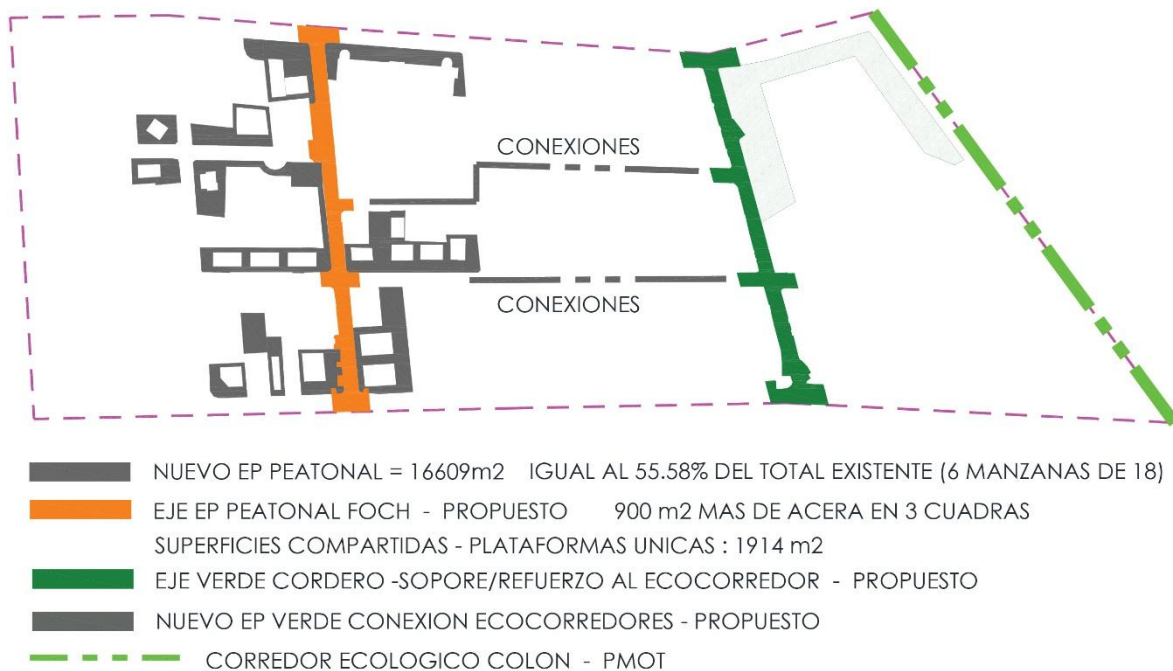 CONEXIONES
CONEXIONES
NUEVO EP PEATONAL = 16609m2 IGUAL AL 55.58% DEL TOTAL EXISTENTE (6 MANZANAS DE 18)
EJE EP PEATONAL FOCH - PROPUESTO 900 m2 MAS DE ACERA EN 3 CUADRAS
SUPERFICIES COMPARTIDAS - PLATAFORMAS UNICAS : 1914 m2
EJE VERDE CORDERO -SOPORE/REFUERZO AL ECOCORREDOR - PROPUESTO
NUEVO EP VERDE CONEXION ECOCORREDORES - PROPUESTO
CORREDOR ECOLOGICO COLON - PMOT